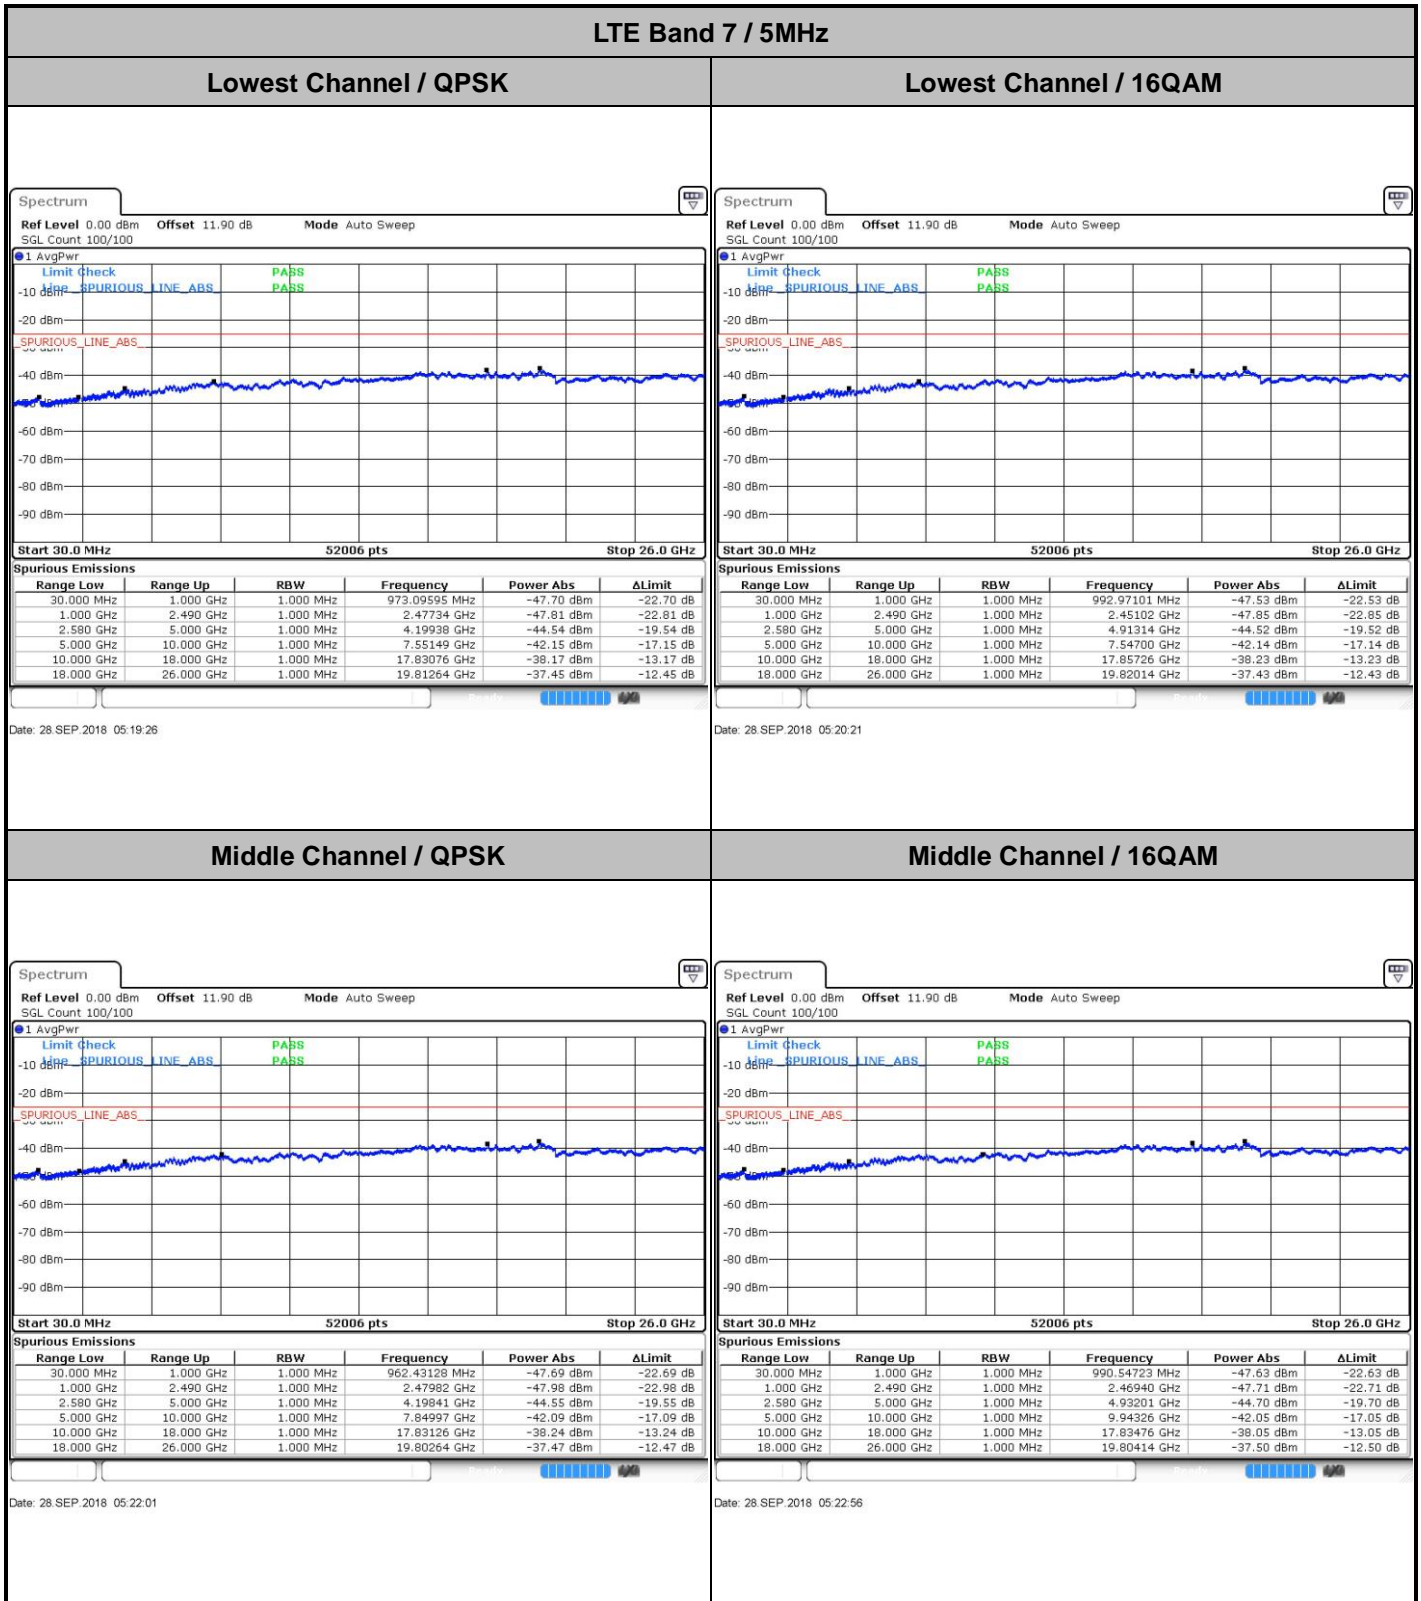 LTE Band 7 / 5MHz
Lowest Channel / QPSK
Lowest Channel / 16QAM
Spectrum
Ref Level 0.00 dBm Offset 11.90 dB Mode Auto Sweep
SGL Count 100/100
1 AvgPwr
Limit Check PASS
Line _SPURIOUS_LINE_ABS_ PASS
-10 dBm
-20 dBm
_SPURIOUS_LINE_ABS_
-30 dBm
-40 dBm
-50 dBm
-60 dBm
-70 dBm
-80 dBm
-90 dBm
Start 30.0 MHz 52006 pts Stop 26.0 GHz
Spurious Emissions
Range Low Range Up RBW Frequency Power Abs ΔLimit
30.000 MHz 1.000 GHz 1.000 MHz 973.09595 MHz -47.70 dBm -22.70 dB
1.000 GHz 2.490 GHz 1.000 MHz 2.47734 GHz -47.81 dBm -22.81 dB
2.580 GHz 5.000 GHz 1.000 MHz 4.19938 GHz -44.54 dBm -19.54 dB
5.000 GHz 10.000 GHz 1.000 MHz 7.55149 GHz -42.15 dBm -17.15 dB
10.000 GHz 18.000 GHz 1.000 MHz 17.83076 GHz -38.17 dBm -13.17 dB
18.000 GHz 26.000 GHz 1.000 MHz 19.81264 GHz -37.45 dBm -12.45 dB
Date: 28.SEP.2018 05:19:26
Spectrum
Ref Level 0.00 dBm Offset 11.90 dB Mode Auto Sweep
SGL Count 100/100
1 AvgPwr
Limit Check PASS
Line _SPURIOUS_LINE_ABS_ PASS
-10 dBm
-20 dBm
_SPURIOUS_LINE_ABS_
-30 dBm
-40 dBm
-50 dBm
-60 dBm
-70 dBm
-80 dBm
-90 dBm
Start 30.0 MHz 52006 pts Stop 26.0 GHz
Spurious Emissions
Range Low Range Up RBW Frequency Power Abs ΔLimit
30.000 MHz 1.000 GHz 1.000 MHz 992.97101 MHz -47.53 dBm -22.53 dB
1.000 GHz 2.490 GHz 1.000 MHz 2.45102 GHz -47.85 dBm -22.85 dB
2.580 GHz 5.000 GHz 1.000 MHz 4.91314 GHz -44.52 dBm -19.52 dB
5.000 GHz 10.000 GHz 1.000 MHz 7.54700 GHz -42.14 dBm -17.14 dB
10.000 GHz 18.000 GHz 1.000 MHz 17.85726 GHz -38.23 dBm -13.23 dB
18.000 GHz 26.000 GHz 1.000 MHz 19.82014 GHz -37.43 dBm -12.43 dB
Date: 28.SEP.2018 05:20:21
Middle Channel / QPSK
Middle Channel / 16QAM
Spectrum
Ref Level 0.00 dBm Offset 11.90 dB Mode Auto Sweep
SGL Count 100/100
1 AvgPwr
Limit Check PASS
Line _SPURIOUS_LINE_ABS_ PASS
-10 dBm
-20 dBm
_SPURIOUS_LINE_ABS_
-30 dBm
-40 dBm
-50 dBm
-60 dBm
-70 dBm
-80 dBm
-90 dBm
Start 30.0 MHz 52006 pts Stop 26.0 GHz
Spurious Emissions
Range Low Range Up RBW Frequency Power Abs ΔLimit
30.000 MHz 1.000 GHz 1.000 MHz 962.43128 MHz -47.69 dBm -22.69 dB
1.000 GHz 2.490 GHz 1.000 MHz 2.47982 GHz -47.98 dBm -22.98 dB
2.580 GHz 5.000 GHz 1.000 MHz 4.19841 GHz -44.55 dBm -19.55 dB
5.000 GHz 10.000 GHz 1.000 MHz 7.84997 GHz -42.09 dBm -17.09 dB
10.000 GHz 18.000 GHz 1.000 MHz 17.83126 GHz -38.24 dBm -13.24 dB
18.000 GHz 26.000 GHz 1.000 MHz 19.80264 GHz -37.47 dBm -12.47 dB
Date: 28.SEP.2018 05:22:01
Spectrum
Ref Level 0.00 dBm Offset 11.90 dB Mode Auto Sweep
SGL Count 100/100
1 AvgPwr
Limit Check PASS
Line _SPURIOUS_LINE_ABS_ PASS
-10 dBm
-20 dBm
_SPURIOUS_LINE_ABS_
-30 dBm
-40 dBm
-50 dBm
-60 dBm
-70 dBm
-80 dBm
-90 dBm
Start 30.0 MHz 52006 pts Stop 26.0 GHz
Spurious Emissions
Range Low Range Up RBW Frequency Power Abs ΔLimit
30.000 MHz 1.000 GHz 1.000 MHz 990.54723 MHz -47.63 dBm -22.63 dB
1.000 GHz 2.490 GHz 1.000 MHz 2.46940 GHz -47.71 dBm -22.71 dB
2.580 GHz 5.000 GHz 1.000 MHz 4.93201 GHz -44.70 dBm -19.70 dB
5.000 GHz 10.000 GHz 1.000 MHz 9.94326 GHz -42.05 dBm -17.05 dB
10.000 GHz 18.000 GHz 1.000 MHz 17.83476 GHz -38.05 dBm -13.05 dB
18.000 GHz 26.000 GHz 1.000 MHz 19.80414 GHz -37.50 dBm -12.50 dB
Date: 28.SEP.2018 05:22:56